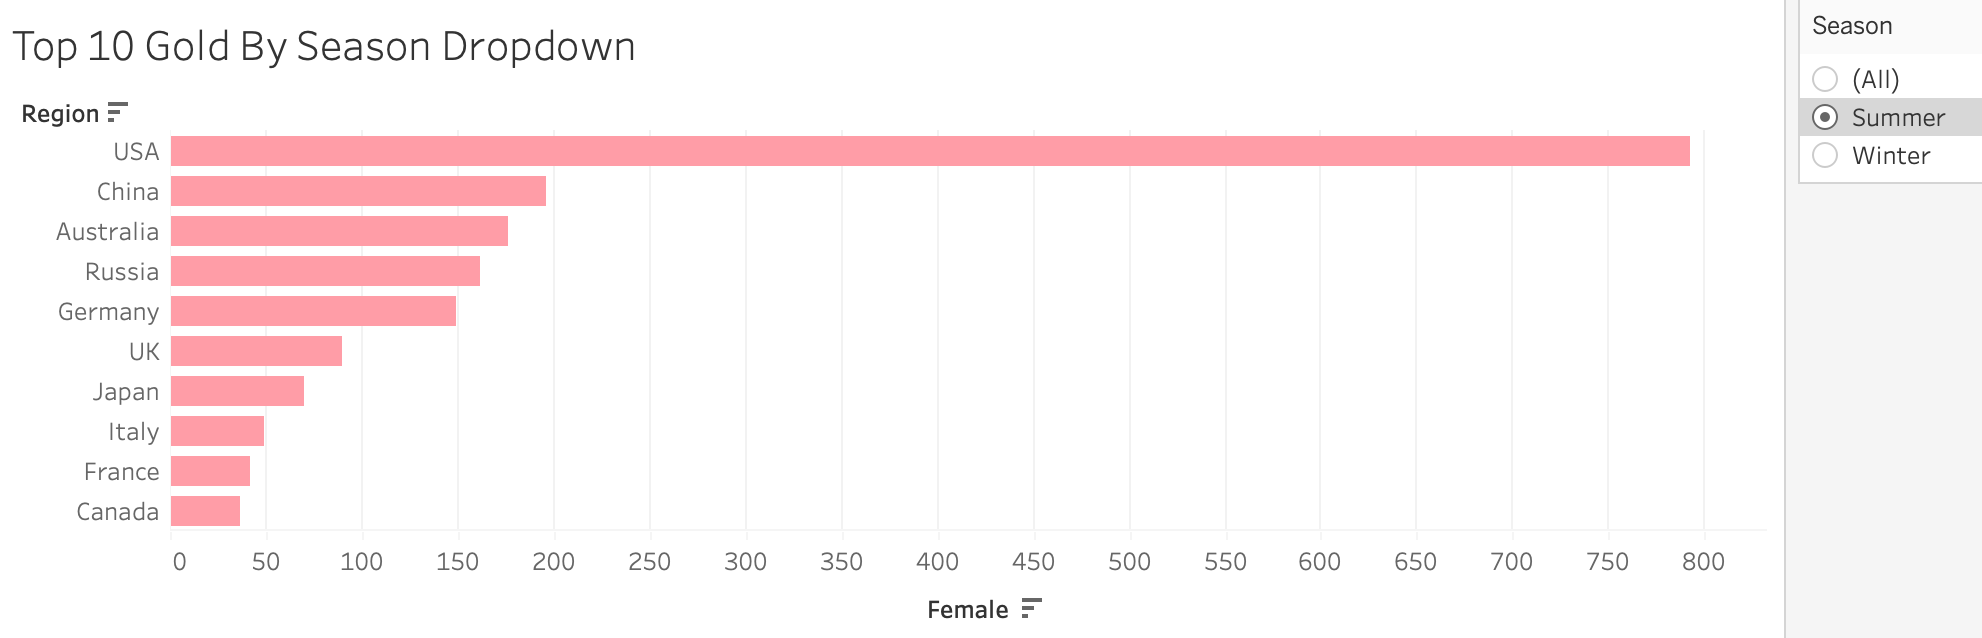 Top 10 Gold By Season Dropdown
Region
USA
China
Australia
Russia
Germany
UK
Japan
Italy
France
Canada
0 50 100 150 200 250 300 350 400 450 500 550 600 650 700 750 800
Female
Season
(All)
Summer
Winter